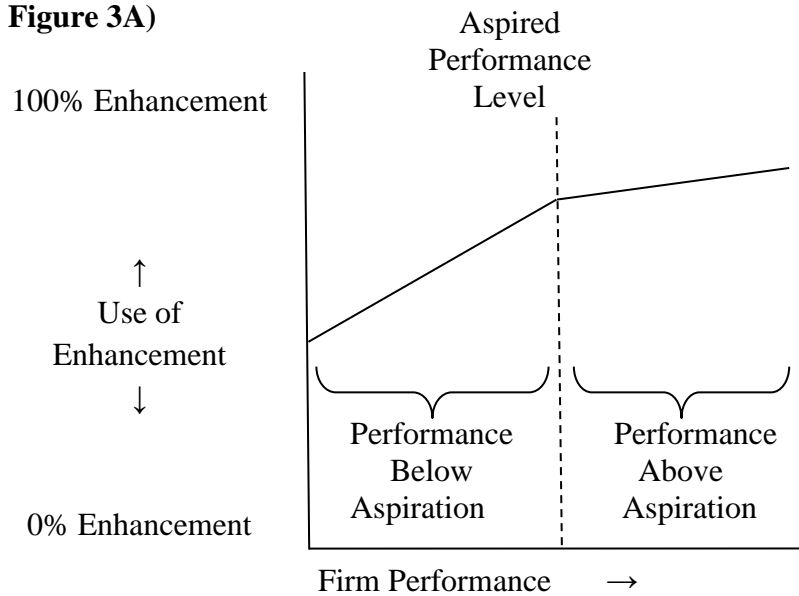 Figure 3A)
Aspired
Performance
Level
100% Enhancement
↑
Use of
Enhancement
↓
Performance
Below
Aspiration
Performance
Above
Aspiration
0% Enhancement
Firm Performance →